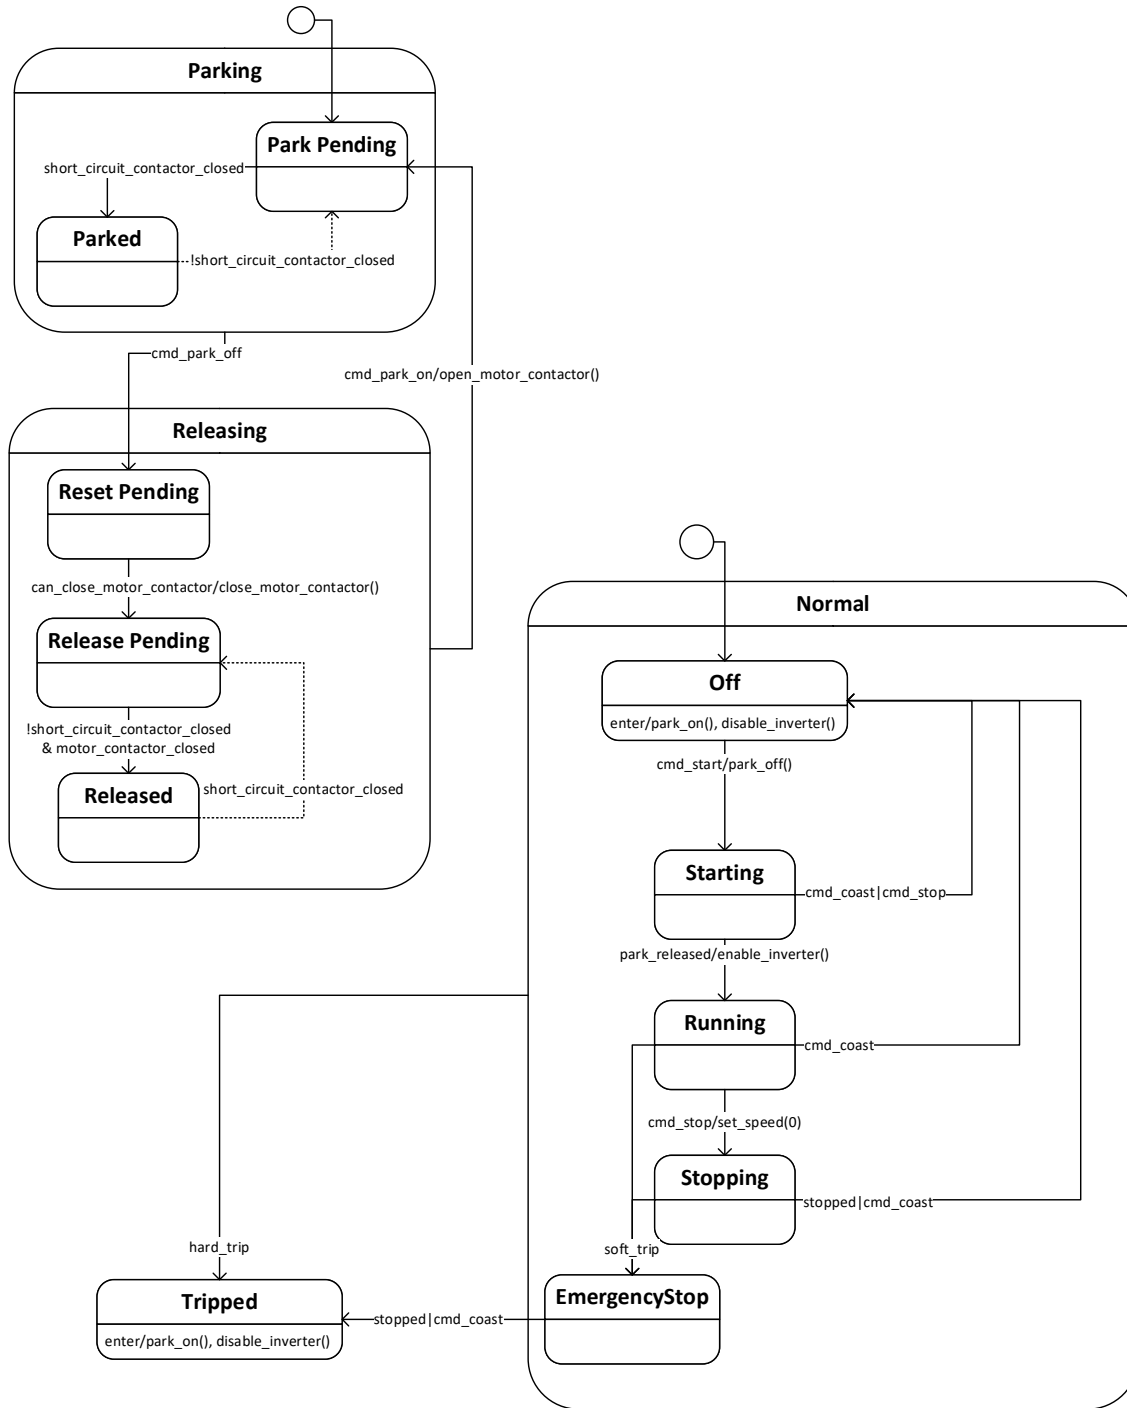 Parking
Park Pending
short_circuit_contactor_closed
Parked
!short_circuit_contactor_closed
cmd_park_off
cmd_park_on/open_motor_contactor()
Releasing
Reset Pending
can_close_motor_contactor/close_motor_contactor()
Release Pending
!short_circuit_contactor_closed
& motor_contactor_closed
Released
short_circuit_contactor_closed
Normal
Off
enter/park_on(), disable_inverter()
cmd_start/park_off()
Starting
cmd_coast|cmd_stop
park_released/enable_inverter()
Running
cmd_coast
cmd_stop/set_speed(0)
Stopping
stopped|cmd_coast
hard_trip
soft_trip
Tripped
enter/park_on(), disable_inverter()
stopped|cmd_coast
EmergencyStop